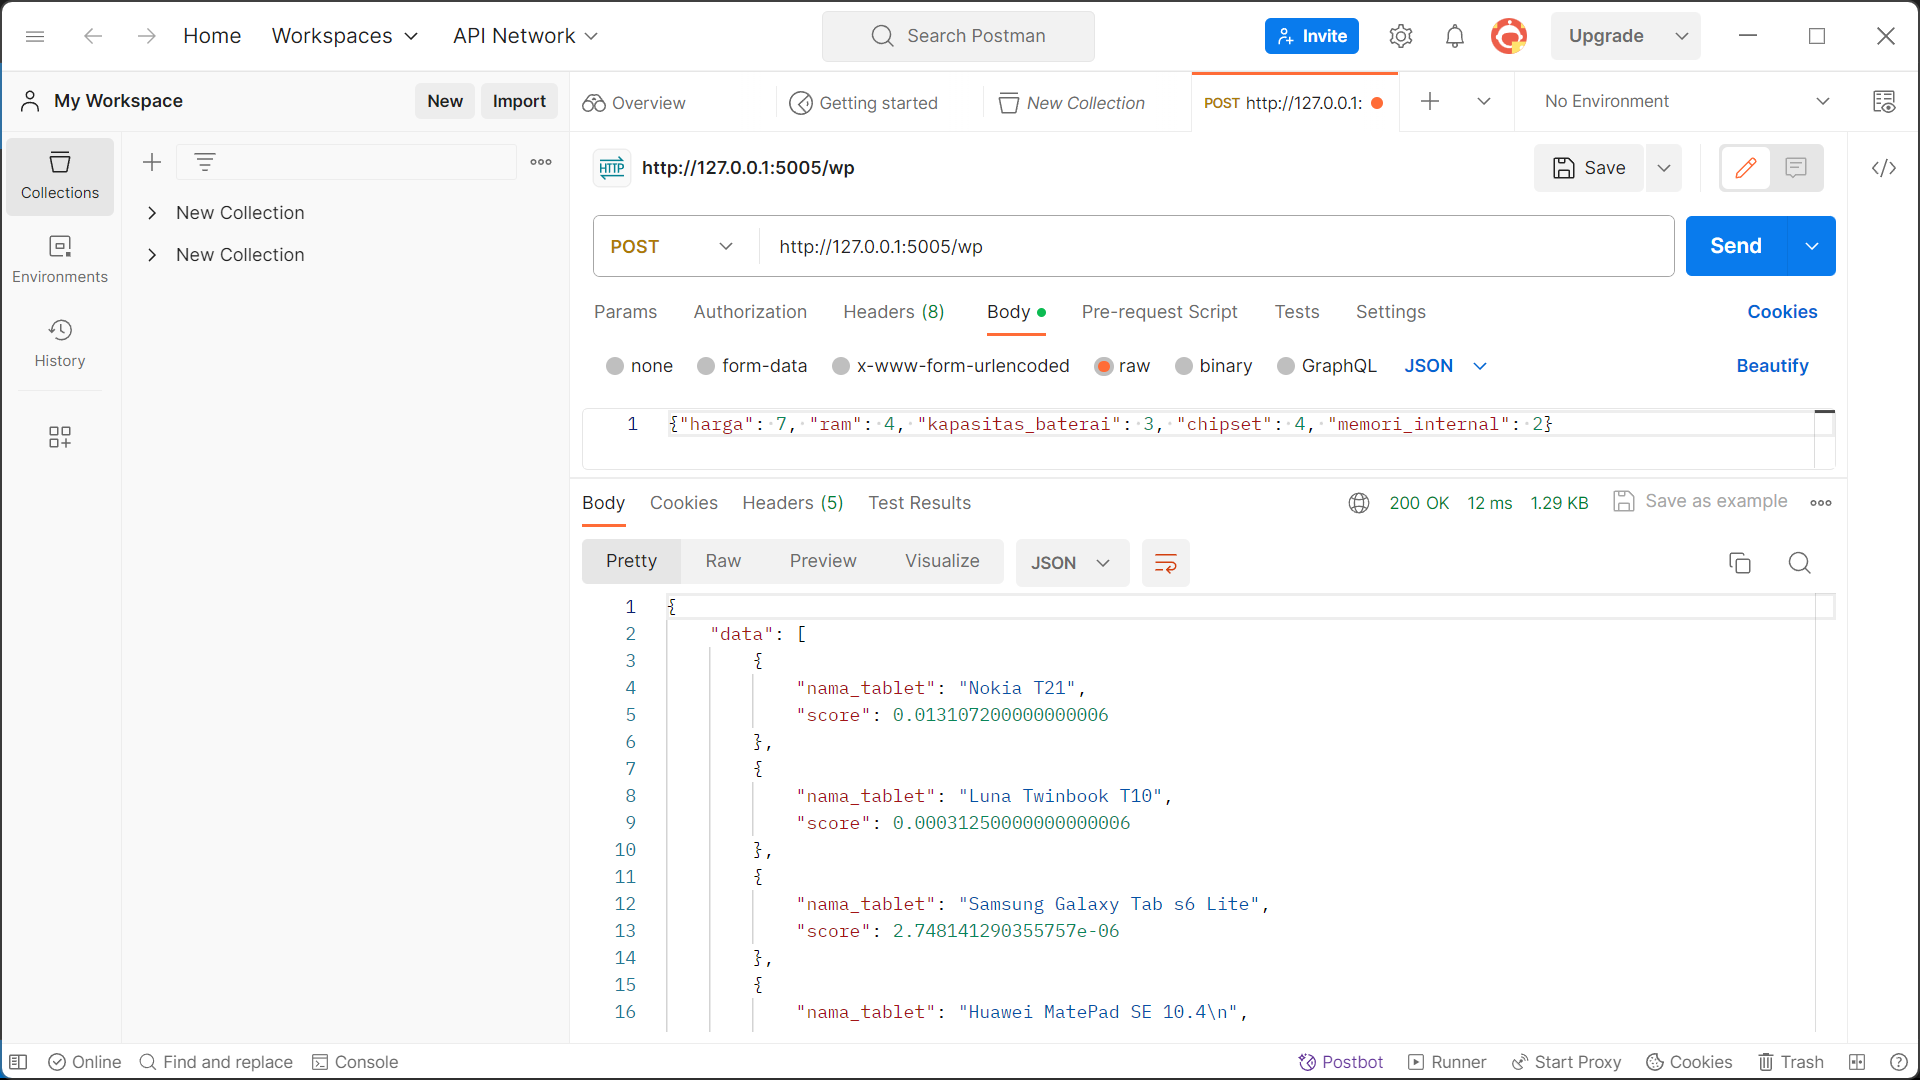 Home Workspaces API Network Search Postman Invite Upgrade
My Workspace New Import Overview Getting started New Collection POST http://127.0.0.1: No Environment
Collections
Environments
History
New Collection
New Collection
HTTP http://127.0.0.1:5005/wp Save
POST http://127.0.0.1:5005/wp Send
Params Authorization Headers (8) Body Pre-request Script Tests Settings Cookies
none form-data x-www-form-urlencoded raw binary GraphQL JSON Beautify
1 {"harga": 7, "ram": 4, "kapasitas_baterai": 3, "chipset": 4, "memori_internal": 2}
Body Cookies Headers (5) Test Results 200 OK 12 ms 1.29 KB Save as example
Pretty Raw Preview Visualize JSON
1 {
2 "data": [
3 {
4 "nama_tablet": "Nokia T21",
5 "score": 0.013107200000000006
6 },
7 {
8 "nama_tablet": "Luna Twinbook T10",
9 "score": 0.00031250000000000006
10 },
11 {
12 "nama_tablet": "Samsung Galaxy Tab s6 Lite",
13 "score": 2.748141290355757e-06
14 },
15 {
16 "nama_tablet": "Huawei MatePad SE 10.4\n",
Online Find and replace Console Postbot Runner Start Proxy Cookies Trash